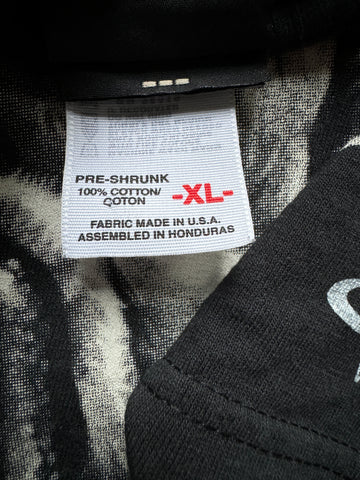 PRE-SHRUNK
100% COTTON/
COTON
-XL-
FABRIC MADE IN U.S.A.
ASSEMBLED IN HONDURAS